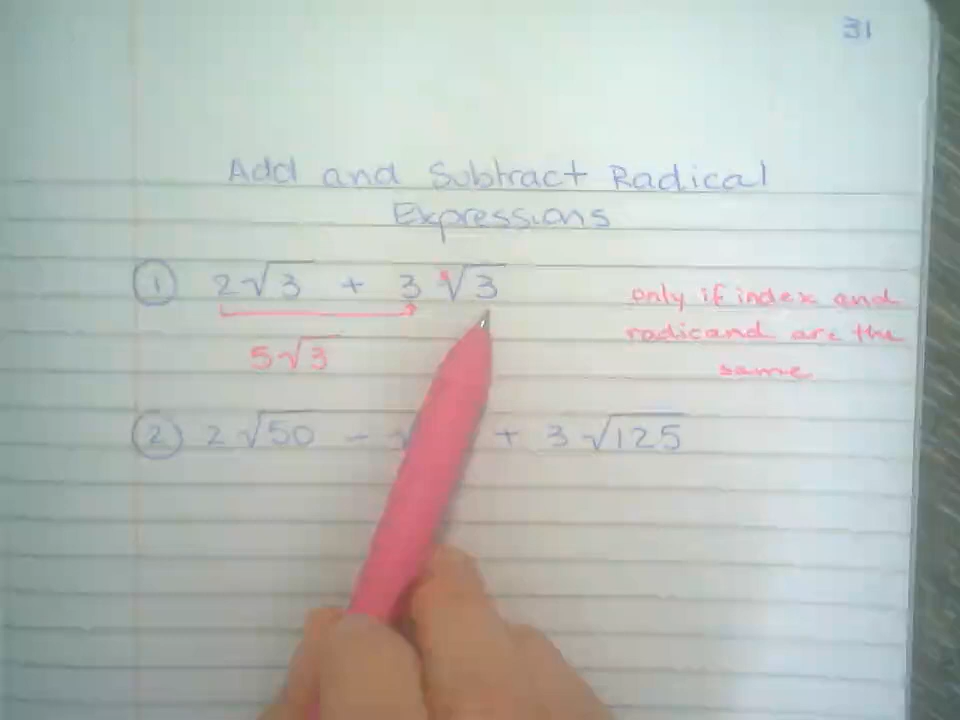 31
Add and Subtract Radical
Expressions
① 2√3 + 3√3
only if index and
radicand are the
same
5√3
② 2√50 - √ + 3√125